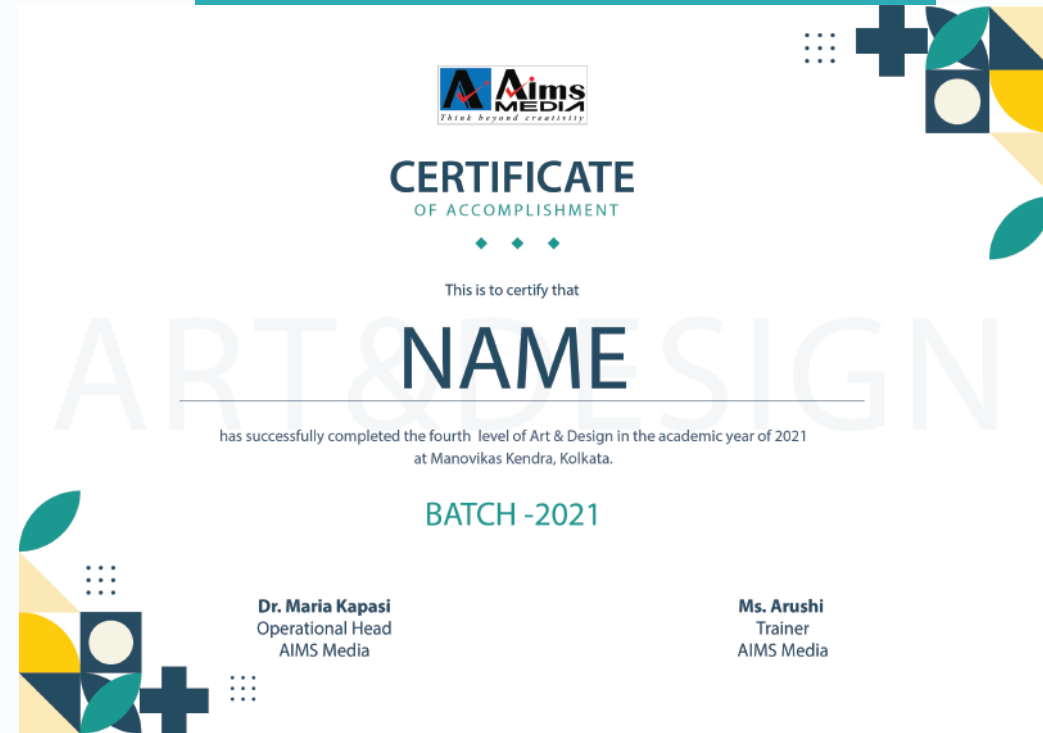 Aims
MEDIA
Think beyond creativity
CERTIFICATE
OF ACCOMPLISHMENT
This is to certify that
ART&DESIGN
NAME
has successfully completed the fourth level of Art & Design in the academic year of 2021
at Manovikas Kendra, Kolkata.
BATCH -2021
Dr. Maria Kapasi
Operational Head
AIMS Media
Ms. Arushi
Trainer
AIMS Media